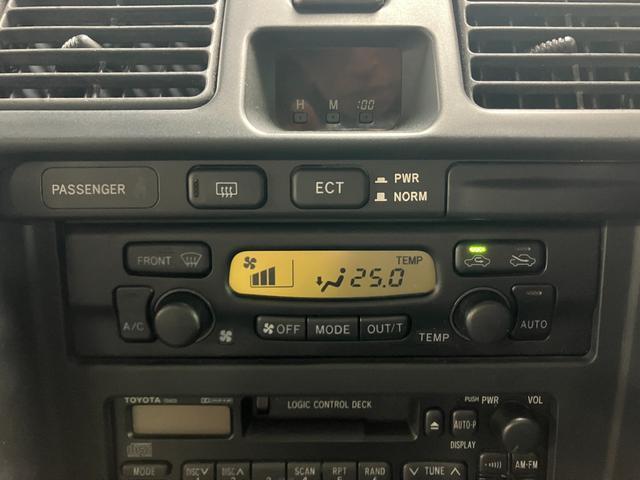 H M :00
PASSENGER
ECT
PWR
NORM
FRONT
TEMP
25.0
A/C
OFF MODE OUT/T
TEMP
AUTO
TOYOTA
LOGIC CONTROL DECK
PUSH PWR VOL
AUTO-P
DISPLAY
AM·FM
MODE DISC∨ DISC∧ SCAN RPT RAND ∨ TUNE ∧